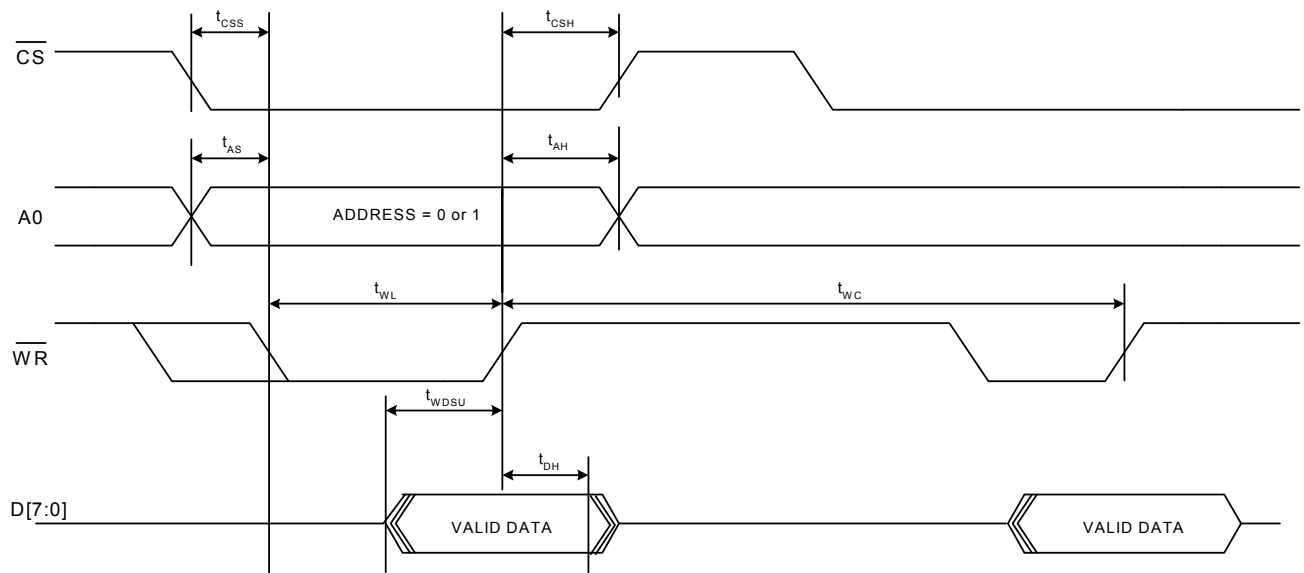 tCSS
tCSH
CS
tAS
tAH
A0
ADDRESS = 0 or 1
tWL
tWC
WR
tWDSU
tDH
D[7:0]
VALID DATA
VALID DATA